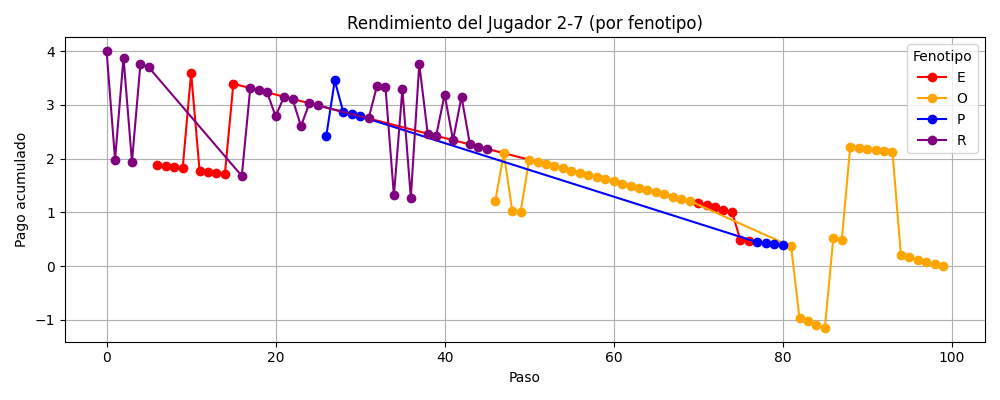 Rendimiento del Jugador 2-7 (por fenotipo)
Pago acumulado
4
3
2
1
0
−1
Fenotipo
E
O
P
R
0 20 40 60 80 100
Paso